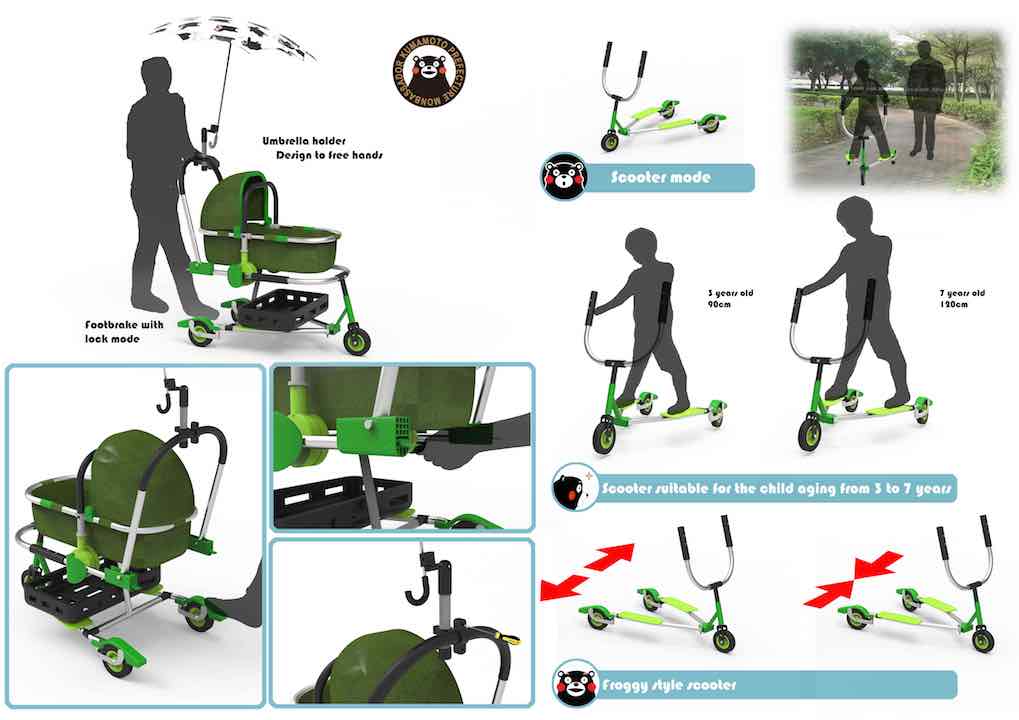 KUMAMOTO PREFECTURE MONBASSADOR
Umbrella holder
Design to free hands
Footbrake with
lock mode
Scooter mode
3 years old
90cm
7 years old
120cm
Scooter suitable for the child aging from 3 to 7 years
Froggy style scooter